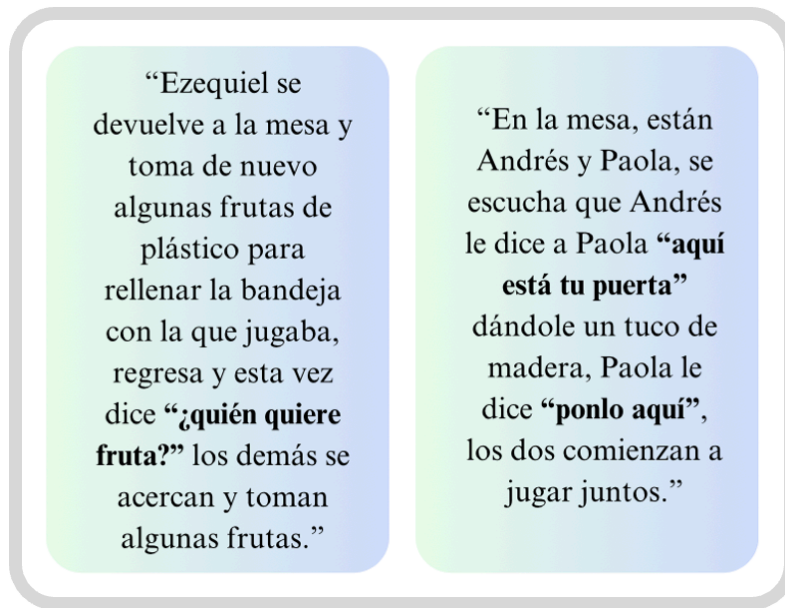 “Ezequiel se
devuelve a la mesa y
toma de nuevo
algunas frutas de
plástico para
rellenar la bandeja
con la que jugaba,
regresa y esta vez
dice “¿quién quiere
fruta?” los demás se
acercan y toman
algunas frutas.”
“En la mesa, están
Andrés y Paola, se
escucha que Andrés
le dice a Paola “aquí
está tu puerta”
dándole un tuco de
madera, Paola le
dice “ponlo aquí”,
los dos comienzan a
jugar juntos.”